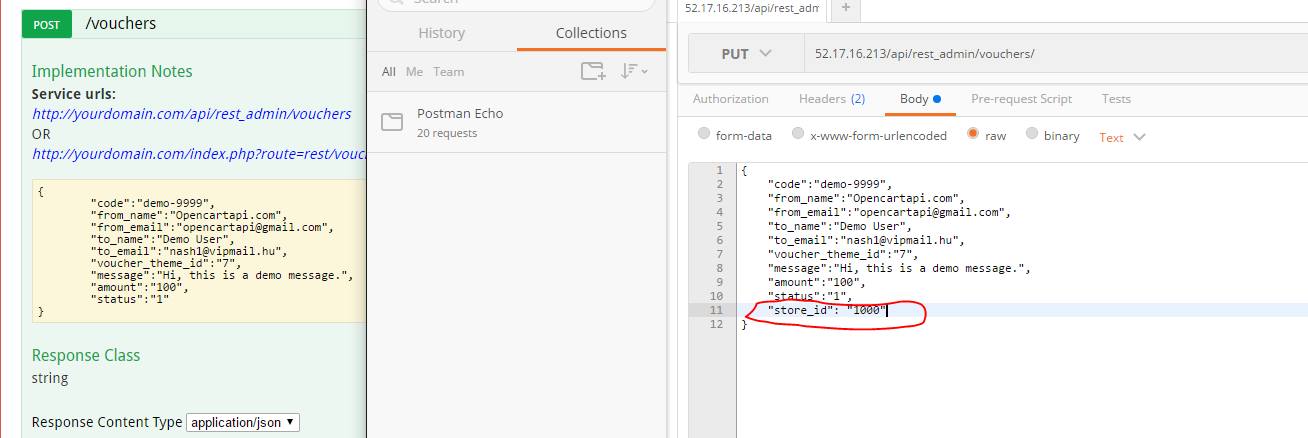 POST /vouchers
Implementation Notes
Service urls:
http://yourdomain.com/api/rest_admin/vouchers
OR
http://yourdomain.com/index.php?route=rest/vouc
{
"code":"demo-9999",
"from_name":"Opencartapi.com",
"from_email":"opencartapi@gmail.com",
"to_name":"Demo User",
"to_email":"nash1@vipmail.hu",
"voucher_theme_id":"7",
"message":"Hi, this is a demo message.",
"amount":"100",
"status":"1"
}
Response Class
string
Response Content Type application/json
Search
History Collections
All Me Team
Postman Echo
20 requests
52.17.16.213/api/rest_adm +
PUT 52.17.16.213/api/rest_admin/vouchers/
Authorization Headers (2) Body Pre-request Script Tests
form-data x-www-form-urlencoded raw binary Text
1 {
2 "code":"demo-9999",
3 "from_name":"Opencartapi.com",
4 "from_email":"opencartapi@gmail.com",
5 "to_name":"Demo User",
6 "to_email":"nash1@vipmail.hu",
7 "voucher_theme_id":"7",
8 "message":"Hi, this is a demo message.",
9 "amount":"100",
10 "status":"1",
11 "store_id": "1000"
12 }